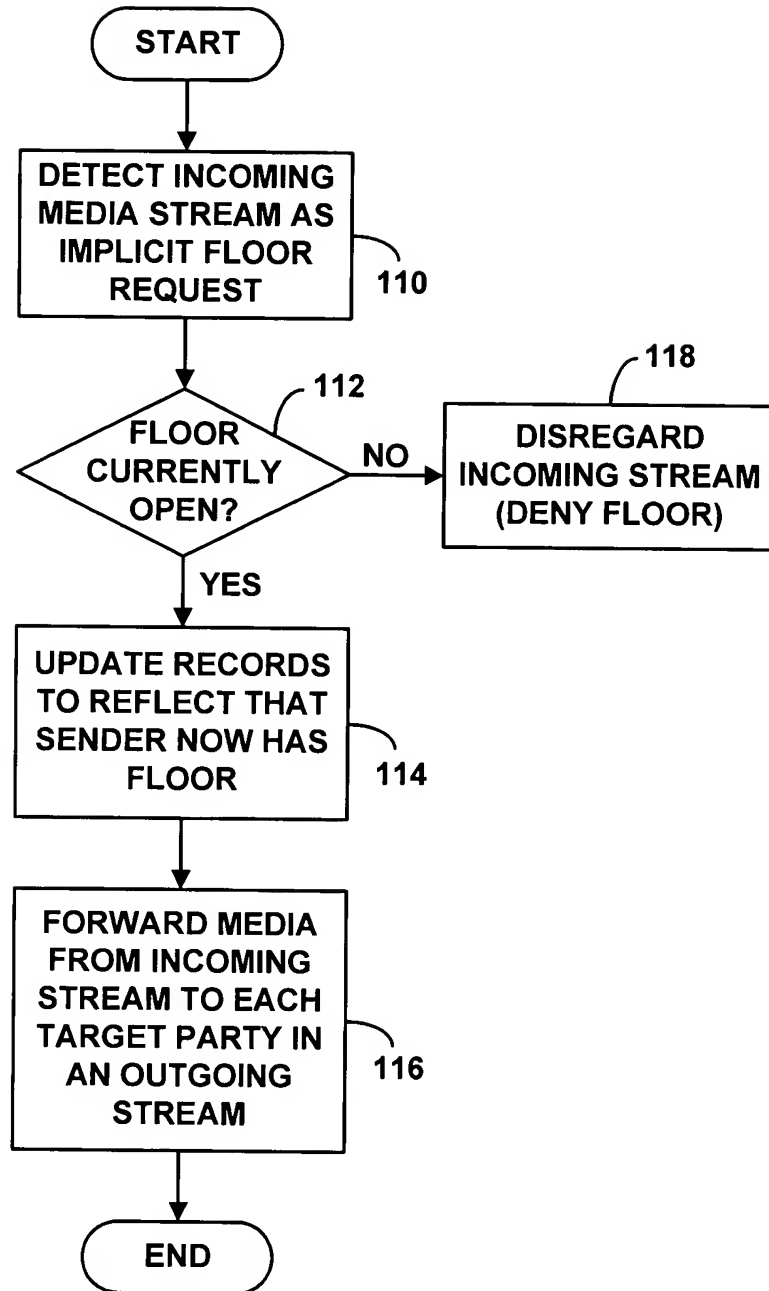 START
DETECT INCOMING
MEDIA STREAM AS
IMPLICIT FLOOR
REQUEST
110
112
FLOOR
CURRENTLY
OPEN?
NO
118
DISREGARD
INCOMING STREAM
(DENY FLOOR)
YES
UPDATE RECORDS
TO REFLECT THAT
SENDER NOW HAS
FLOOR
114
FORWARD MEDIA
FROM INCOMING
STREAM TO EACH
TARGET PARTY IN
AN OUTGOING
STREAM
116
END